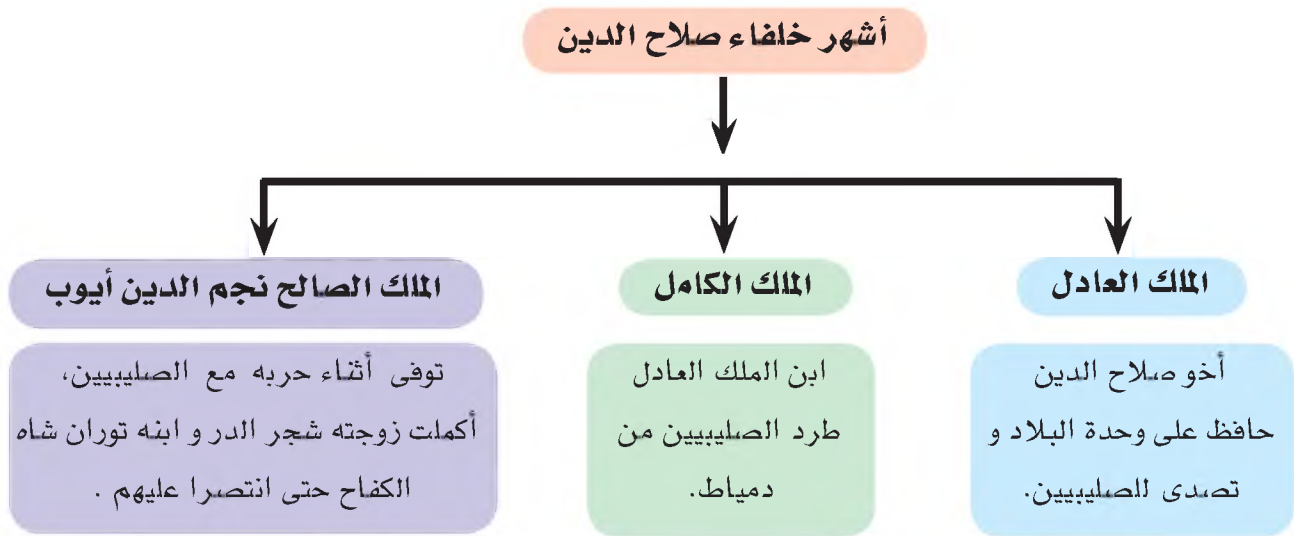 أشهر خلفاء صلاح الدين
الملك العادل
أخو صلاح الدين
حافظ على وحدة البلاد و
تصدى للصليبيين.
الملك الكامل
ابن الملك العادل
طرد الصليبيين من
دمياط.
الملك الصالح نجم الدين أيوب
توفى أثناء حربه مع الصليبيين،
أكملت زوجته شجر الدر و ابنه توران شاه
الكفاح حتى انتصرا عليهم .